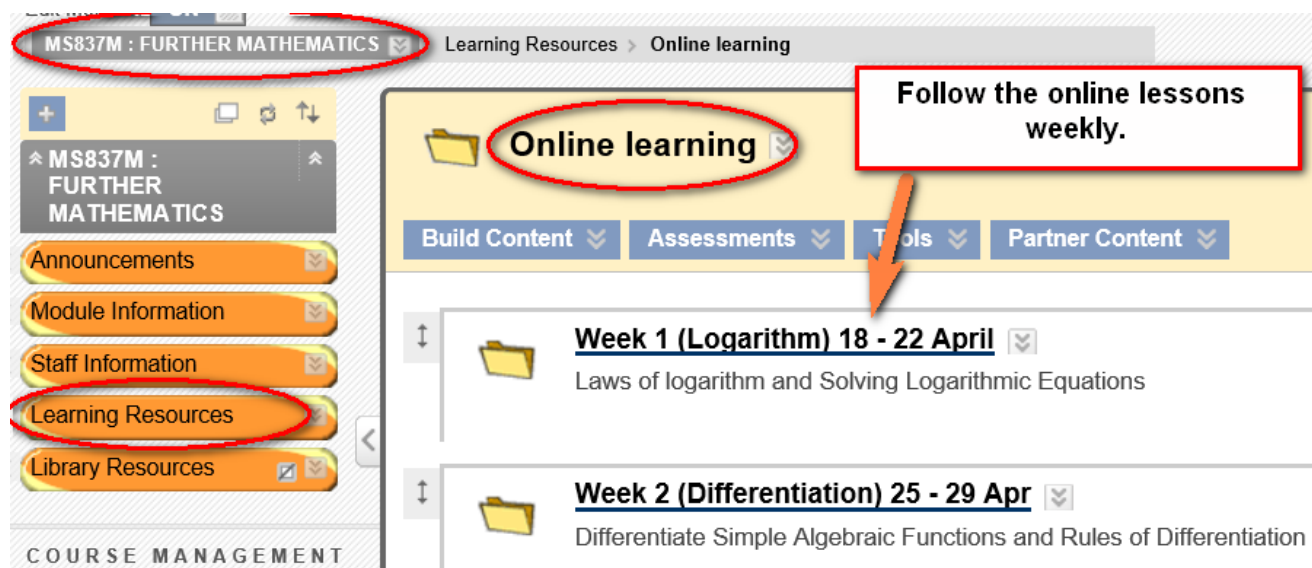 MS837M : FURTHER MATHEMATICS
Learning Resources > Online learning
Follow the online lessons
weekly.
Online learning
MS837M :
FURTHER
MATHEMATICS
Build Content
Assessments
Tools
Partner Content
Announcements
Module Information
Staff Information
Learning Resources
Library Resources
COURSE MANAGEMENT
Week 1 (Logarithm) 18 - 22 April
Laws of logarithm and Solving Logarithmic Equations
Week 2 (Differentiation) 25 - 29 Apr
Differentiate Simple Algebraic Functions and Rules of Differentiation